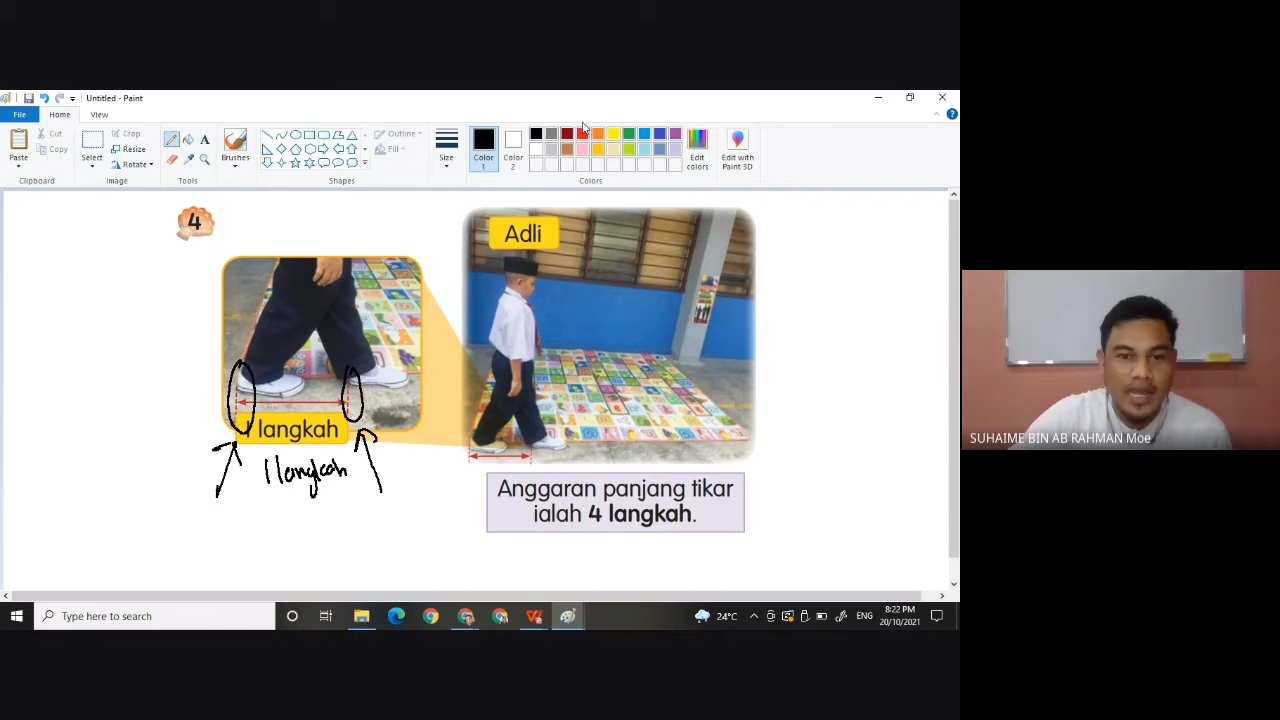 Untitled - Paint
File
Home
View
Paste
Cut
Copy
Clipboard
Select
Crop
Resize
Rotate
Image
Tools
Brushes
Shapes
Outline
Fill
Size
Color 1
Color 2
Colors
Edit colors
Edit with Paint 3D
4
Adli
langkah
1 langkah
Anggaran panjang tikar
ialah 4 langkah.
SUHAIME BIN AB RAHMAN Moe
Type here to search
24°C
ENG
8:22 PM
20/10/2021